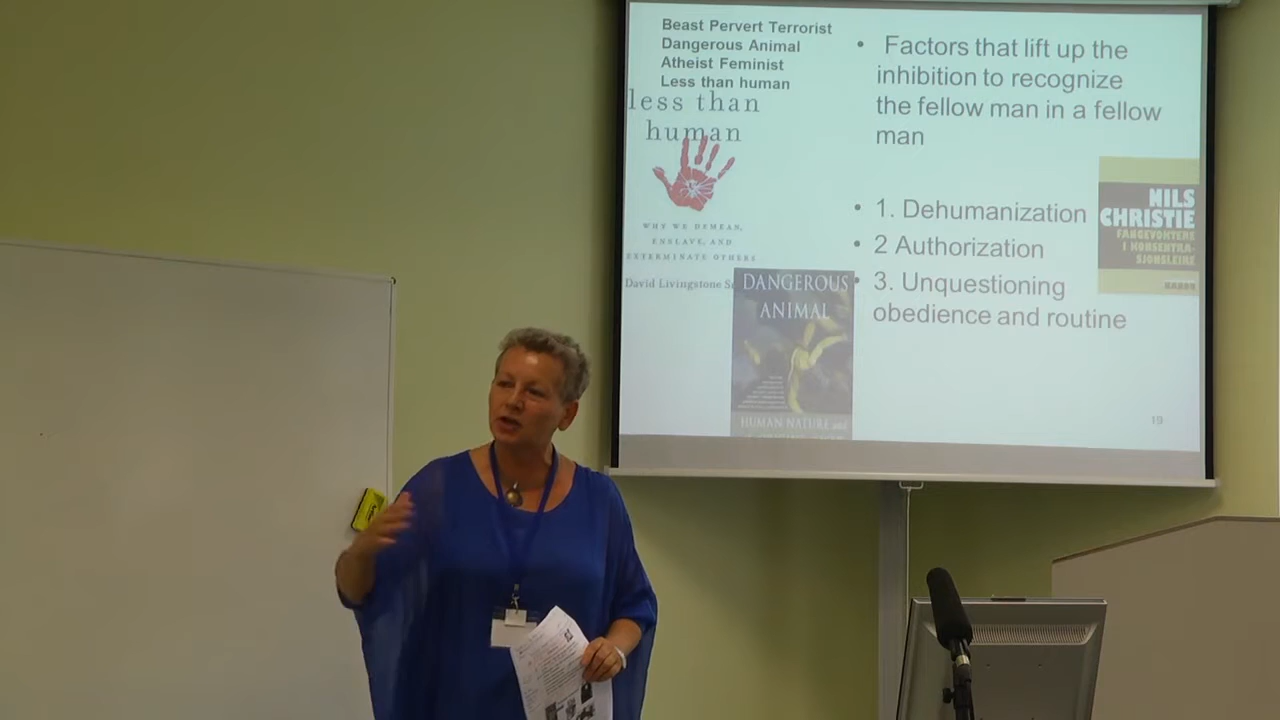 Beast Pervert Terrorist
Dangerous Animal
Atheist Feminist
Less than human
less than
human
WHY WE DEMEAN,
ENSLAVE, AND
EXTERMINATE OTHERS
David Livingstone S
DANGEROUS
ANIMAL
HUMAN NATURE and
• Factors that lift up the
inhibition to recognize
the fellow man in a fellow
man
• 1. Dehumanization
• 2 Authorization
• 3. Unquestioning
obedience and routine
NILS
CHRISTIE
FANGEVOKTERE
I KONSENTRA-
SJONSLEIRE
19